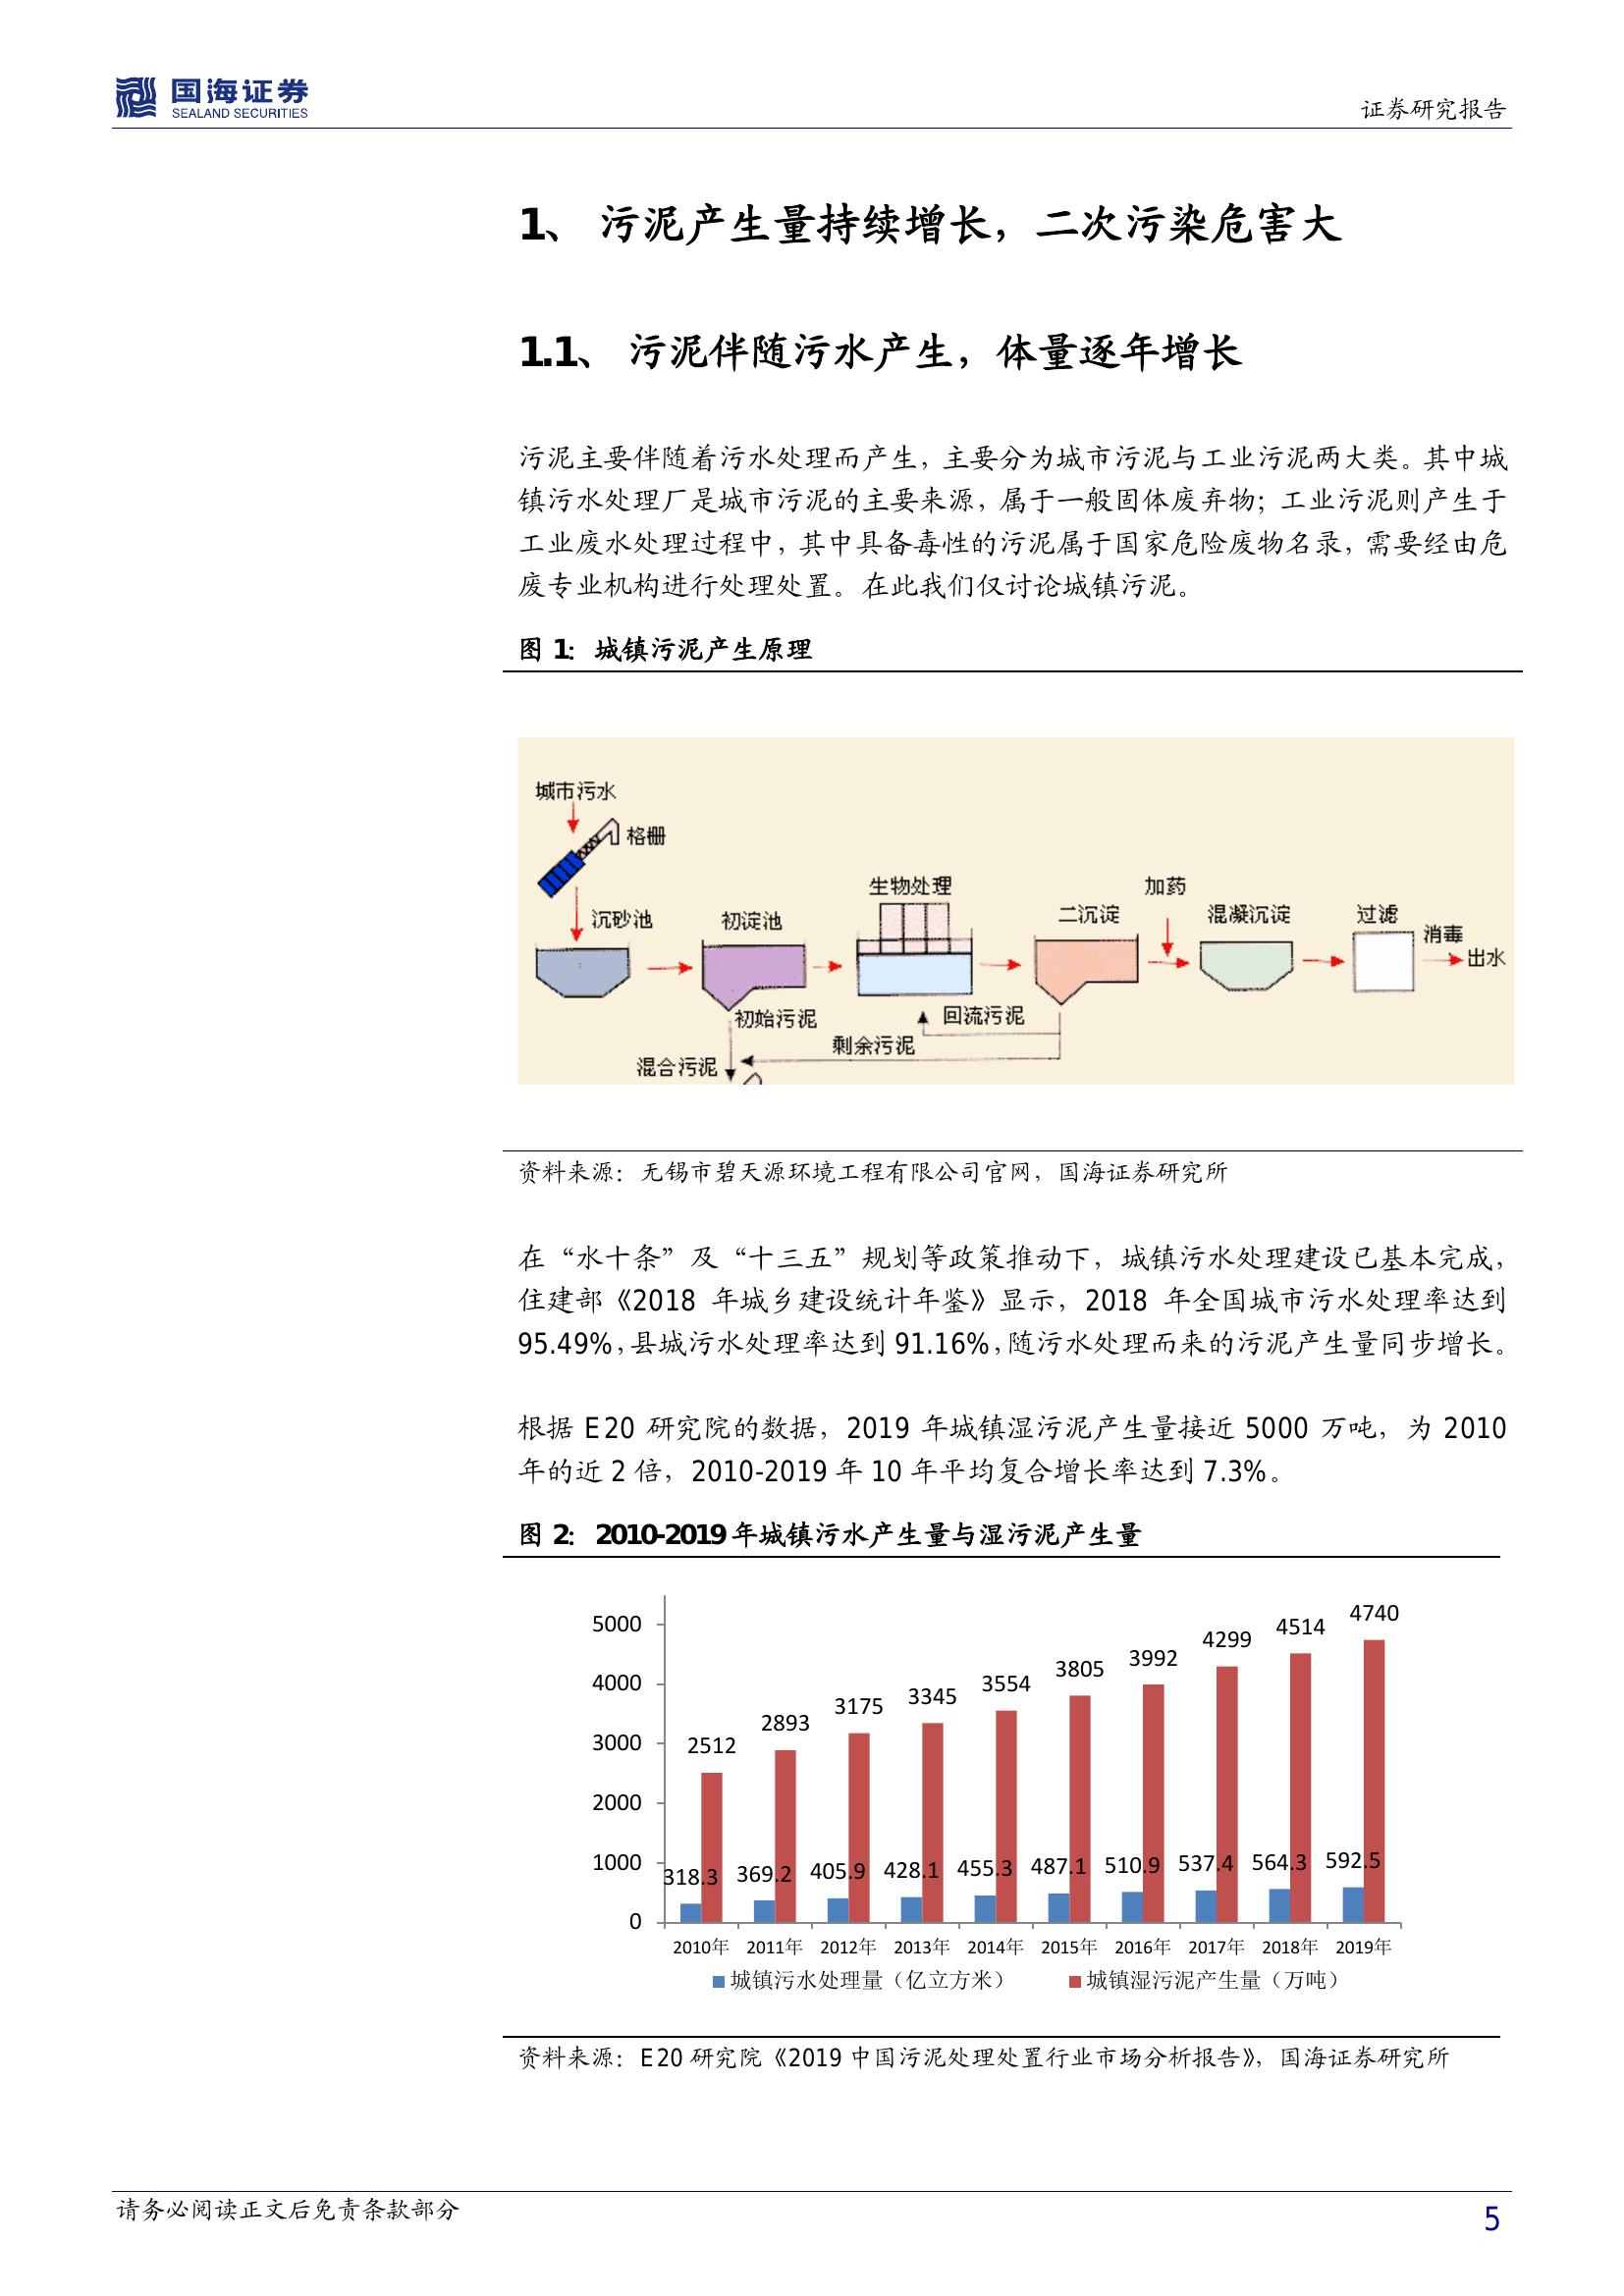 国海证券
SEALAND SECURITIES
证券研究报告
1、 污泥产生量持续增长，二次污染危害大
1.1、 污泥伴随污水产生，体量逐年增长
污泥主要伴随着污水处理而产生，主要分为城市污泥与工业污泥两大类。其中城
镇污水处理厂是城市污泥的主要来源，属于一般固体废弃物；工业污泥则产生于
工业废水处理过程中，其中具备毒性的污泥属于国家危险废物名录，需要经由危
废专业机构进行处理处置。在此我们仅讨论城镇污泥。
图 1：城镇污泥产生原理
城市污水
格栅
生物处理
加药
沉砂池
初淀池
二沉淀
混凝沉淀
过滤
消毒
出水
初始污泥
回流污泥
剩余污泥
混合污泥
资料来源：无锡市碧天源环境工程有限公司官网，国海证券研究所
在“水十条”及“十三五”规划等政策推动下，城镇污水处理建设已基本完成，
住建部《2018 年城乡建设统计年鉴》显示，2018 年全国城市污水处理率达到
95.49%，县城污水处理率达到 91.16%，随污水处理而来的污泥产生量同步增长。
根据 E20 研究院的数据，2019 年城镇湿污泥产生量接近 5000 万吨，为 2010
年的近 2 倍，2010-2019 年 10 年平均复合增长率达到 7.3%。
图 2：2010-2019 年城镇污水产生量与湿污泥产生量
5000
4000
3000
2000
1000
0
2512 2893 3175 3345 3554 3805 3992 4299 4514 4740
318.3 369.2 405.9 428.1 455.3 487.1 510.9 537.4 564.3 592.5
2010年 2011年 2012年 2013年 2014年 2015年 2016年 2017年 2018年 2019年
城镇污水处理量（亿立方米） 城镇湿污泥产生量（万吨）
资料来源：E20 研究院《2019 中国污泥处理处置行业市场分析报告》，国海证券研究所
请务必阅读正文后免责条款部分
5